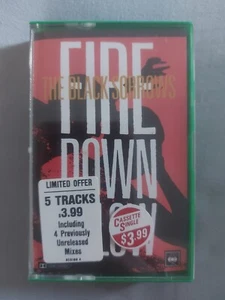 FIRE
THE BLACK SORROWS
DOWN
LOW
LIMITED OFFER
5 TRACKS
$3.99
Including
4 Previously
Unreleased
Mixes
CASSETTE
SINGLE
$3.99
CBS